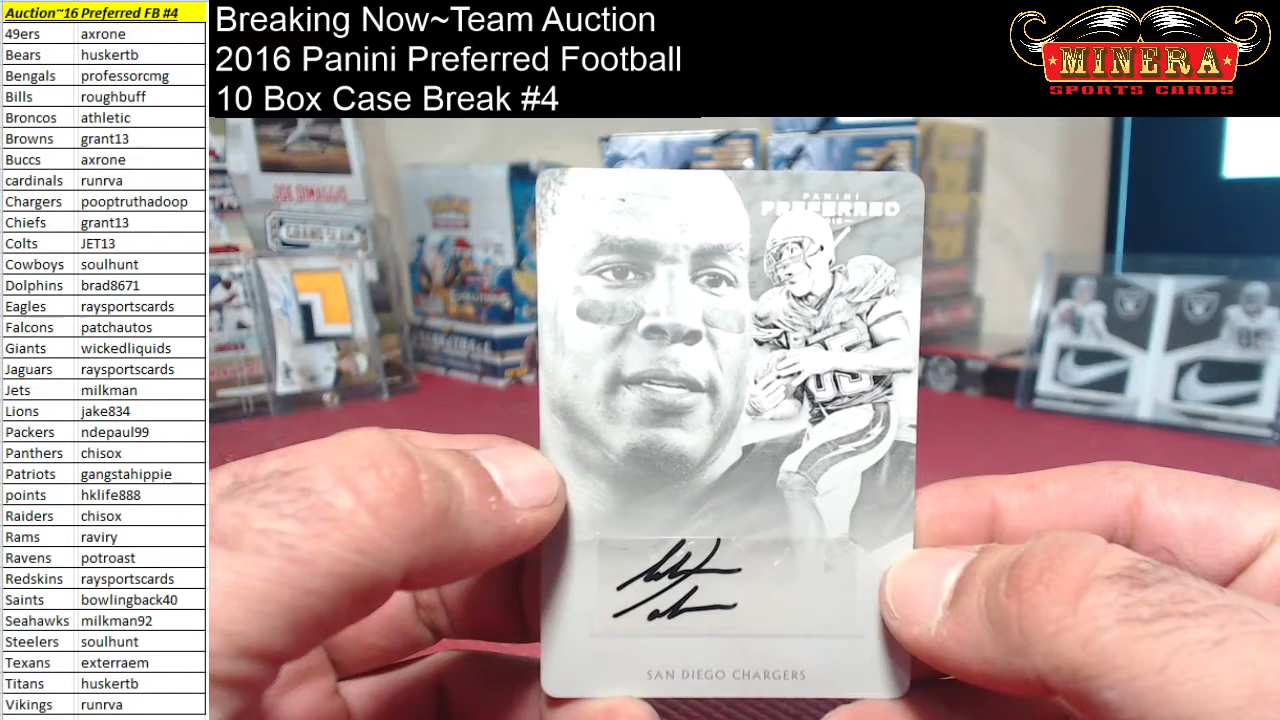 Auction~16 Preferred FB #4
49ers axrone
Bears huskertb
Bengals professorcmg
Bills roughbuff
Broncos athletic
Browns grant13
Buccs axrone
cardinals runrva
Chargers pooptruthadoop
Chiefs grant13
Colts JET13
Cowboys soulhunt
Dolphins brad8671
Eagles raysportscards
Falcons patchautos
Giants wickedliquids
Jaguars raysportscards
Jets milkman
Lions jake834
Packers ndepaul99
Panthers chisox
Patriots gangstahippie
points hklife888
Raiders chisox
Rams raviry
Ravens potroast
Redskins raysportscards
Saints bowlingback40
Seahawks milkman92
Steelers soulhunt
Texans exterraem
Titans huskertb
Vikings runrva
Breaking Now~Team Auction
2016 Panini Preferred Football
10 Box Case Break #4
MINERA
SPORTS CARDS
GRAND SLAM
PANINI
PREFERRED
SAN DIEGO CHARGERS